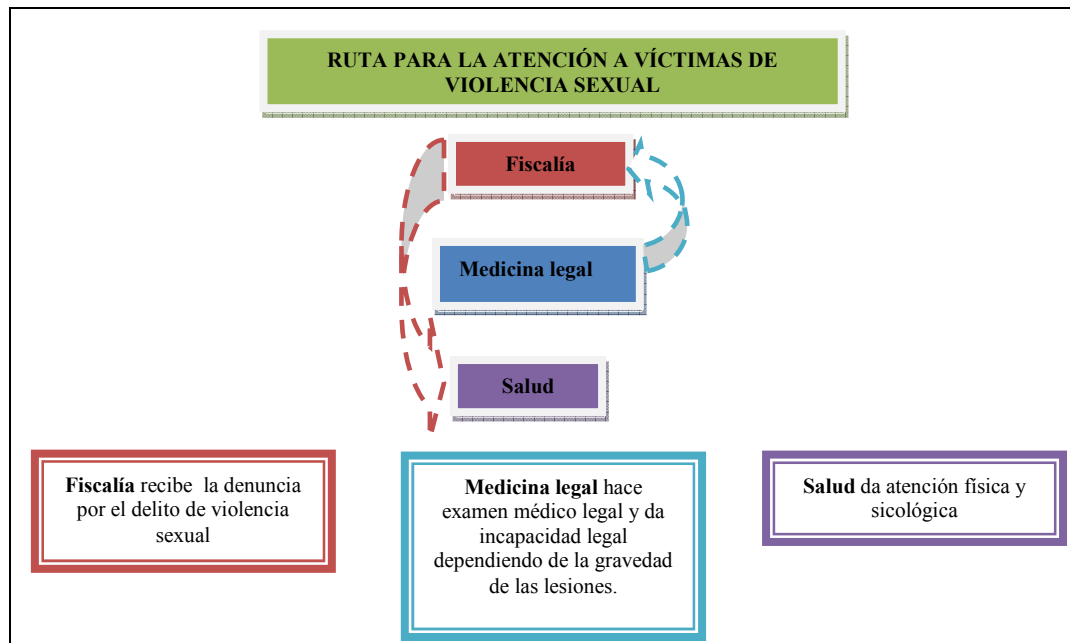 RUTA PARA LA ATENCIÓN A VÍCTIMAS DE
VIOLENCIA SEXUAL
Fiscalía
Medicina legal
Salud
Fiscalía recibe la denuncia
por el delito de violencia
sexual
Medicina legal hace
examen médico legal y da
incapacidad legal
dependiendo de la gravedad
de las lesiones.
Salud da atención física y
sicológica